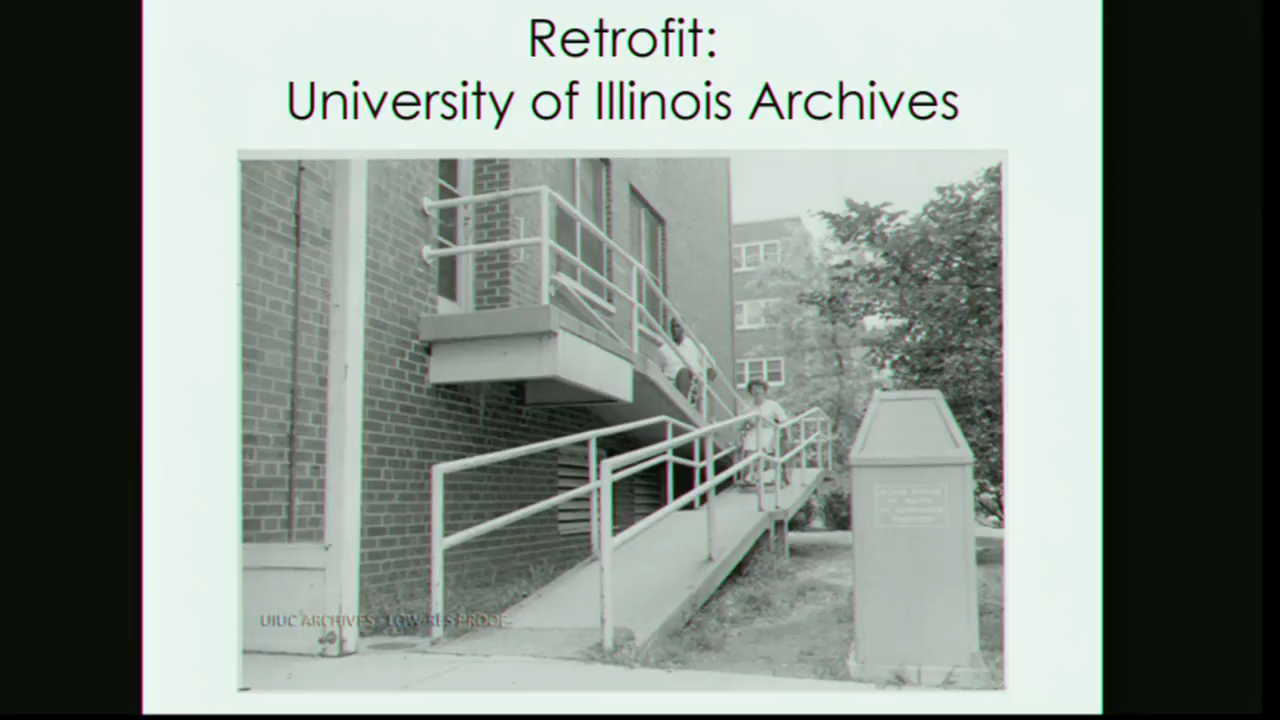 Retrofit:
University of Illinois Archives
UIUC ARCHIVES - LOW-RES PROOF